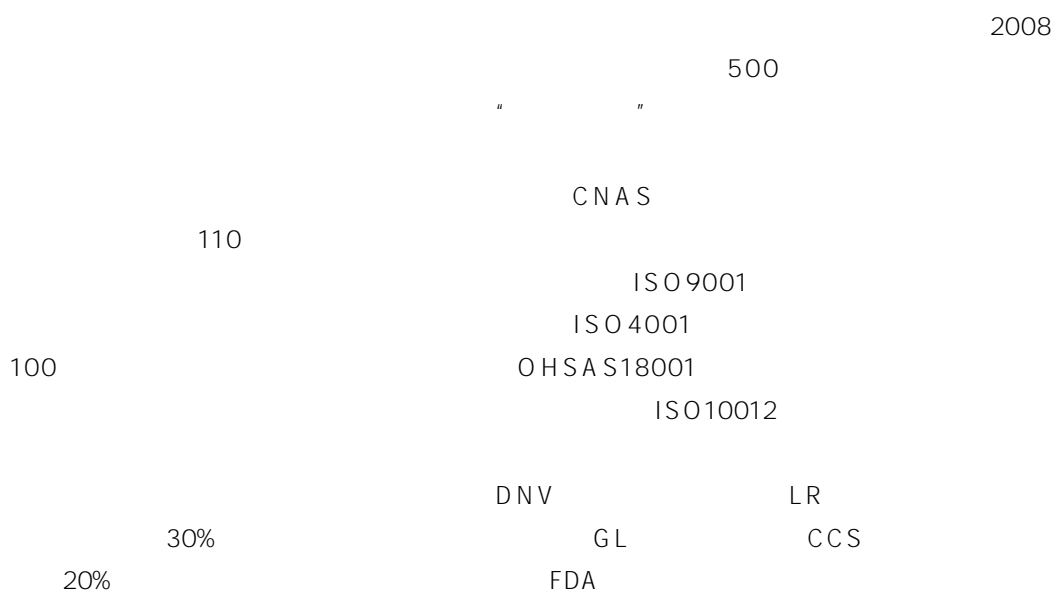 2008
500
“ ”
CNAS
110
ISO9001
ISO4001
100 OHSAS18001
ISO10012
DNV LR
30% GL CCS
20% FDA